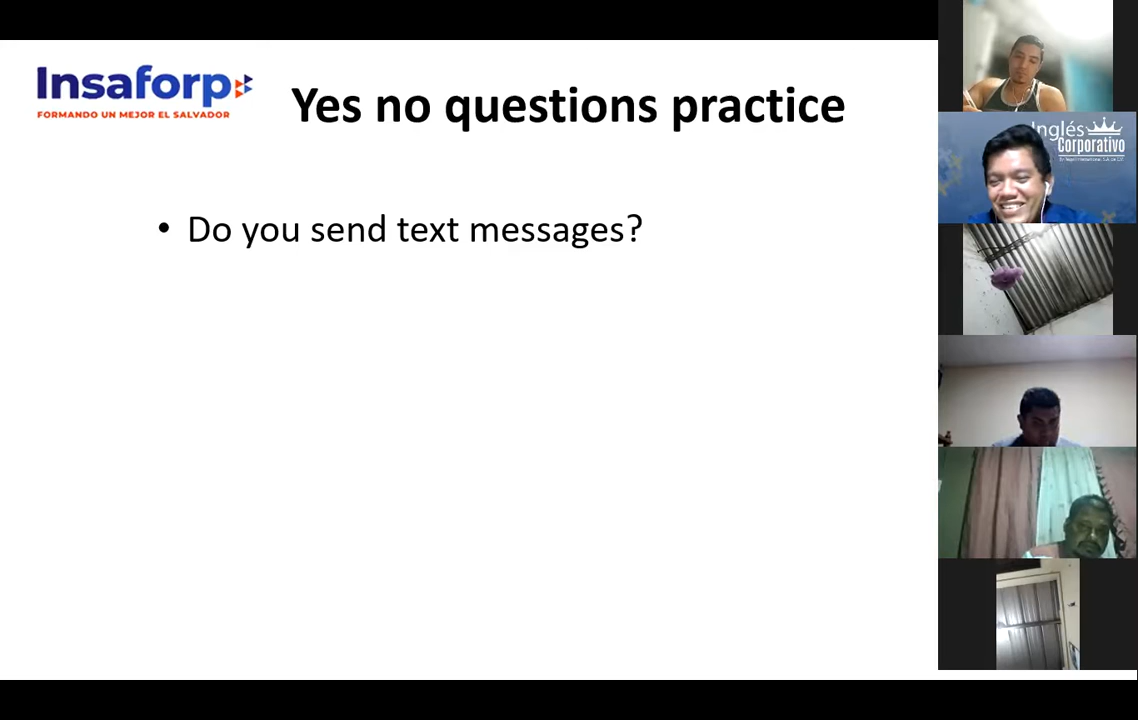 Insaforp
FORMANDO UN MEJOR EL SALVADOR
Yes no questions practice
• Do you send text messages?
Inglés
Corporativo